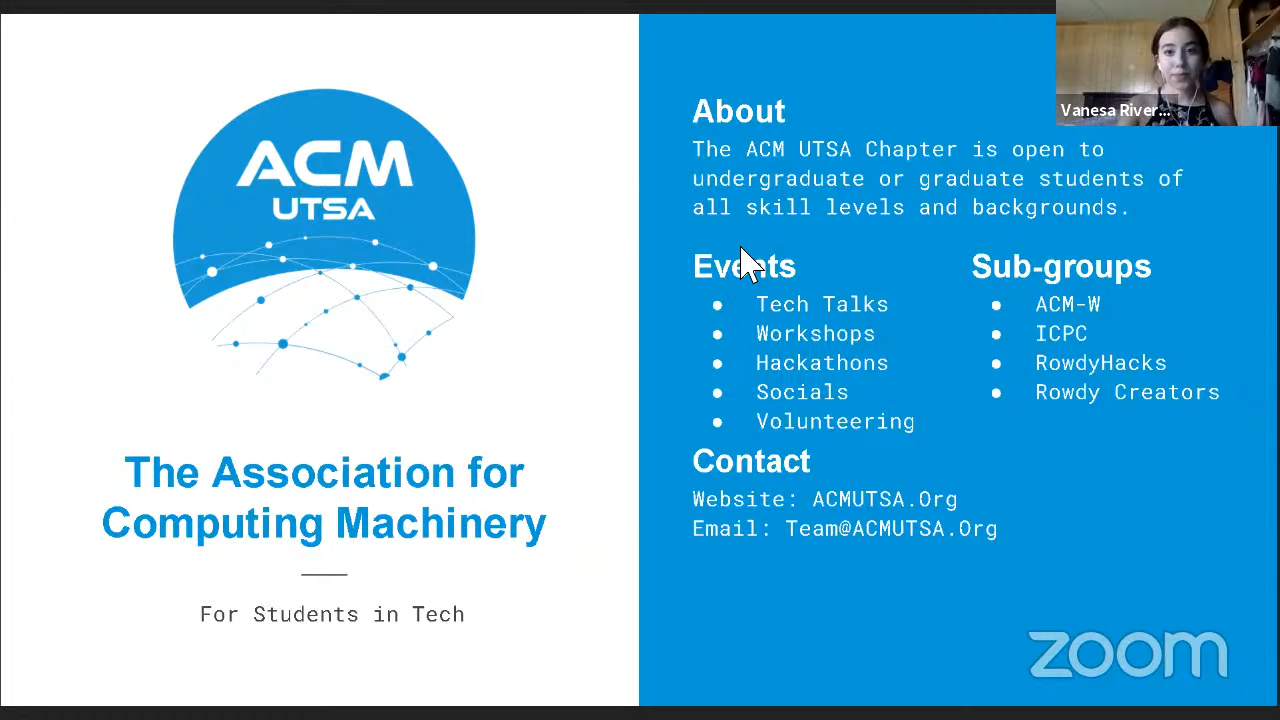 ACM
UTSA
The Association for
Computing Machinery
For Students in Tech
About
The ACM UTSA Chapter is open to
undergraduate or graduate students of
all skill levels and backgrounds.
Events
● Tech Talks
● Workshops
● Hackathons
● Socials
● Volunteering
Sub-groups
● ACM-W
● ICPC
● RowdyHacks
● Rowdy Creators
Contact
Website: ACMUTSA.Org
Email: Team@ACMUTSA.Org
Vanesa River...
zoom